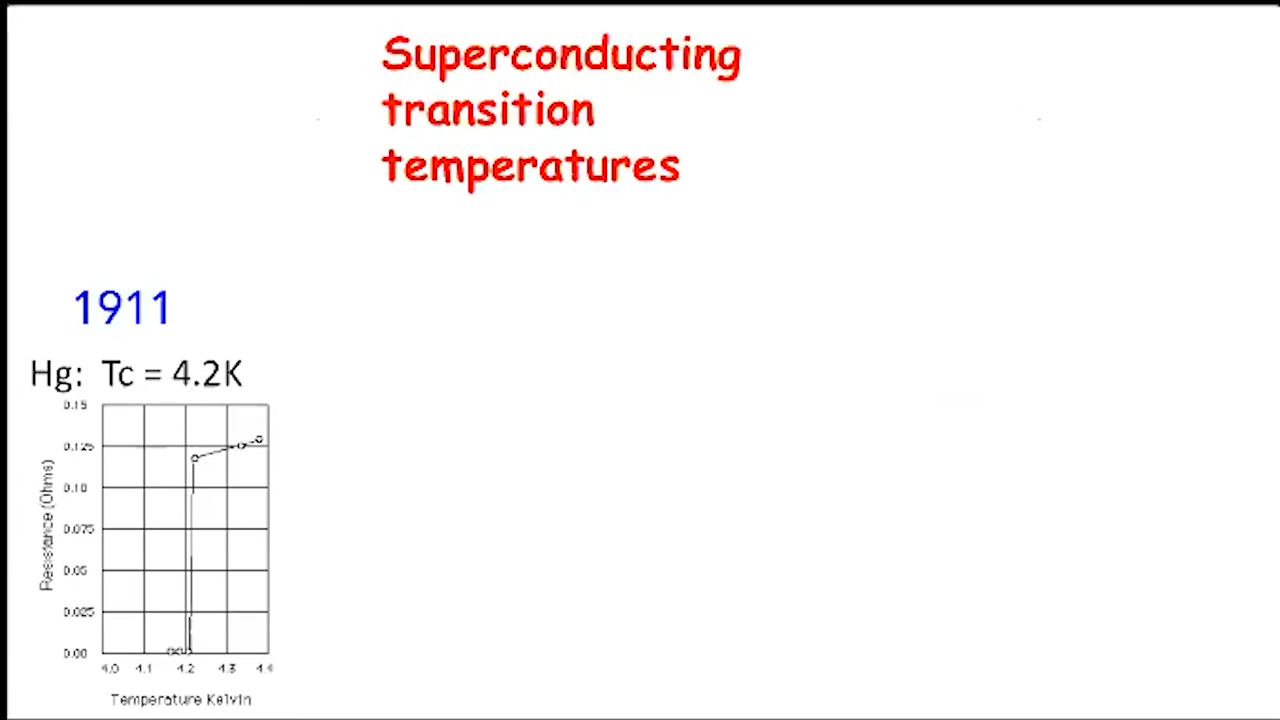 Superconducting
transition
temperatures
1911
Hg: Tc = 4.2K
0.15
0.125
0.10
0.075
0.05
0.025
0.00
Resistance (Ohms)
4.0 4.1 4.2 4.3 4.4
Temperature Kelvin